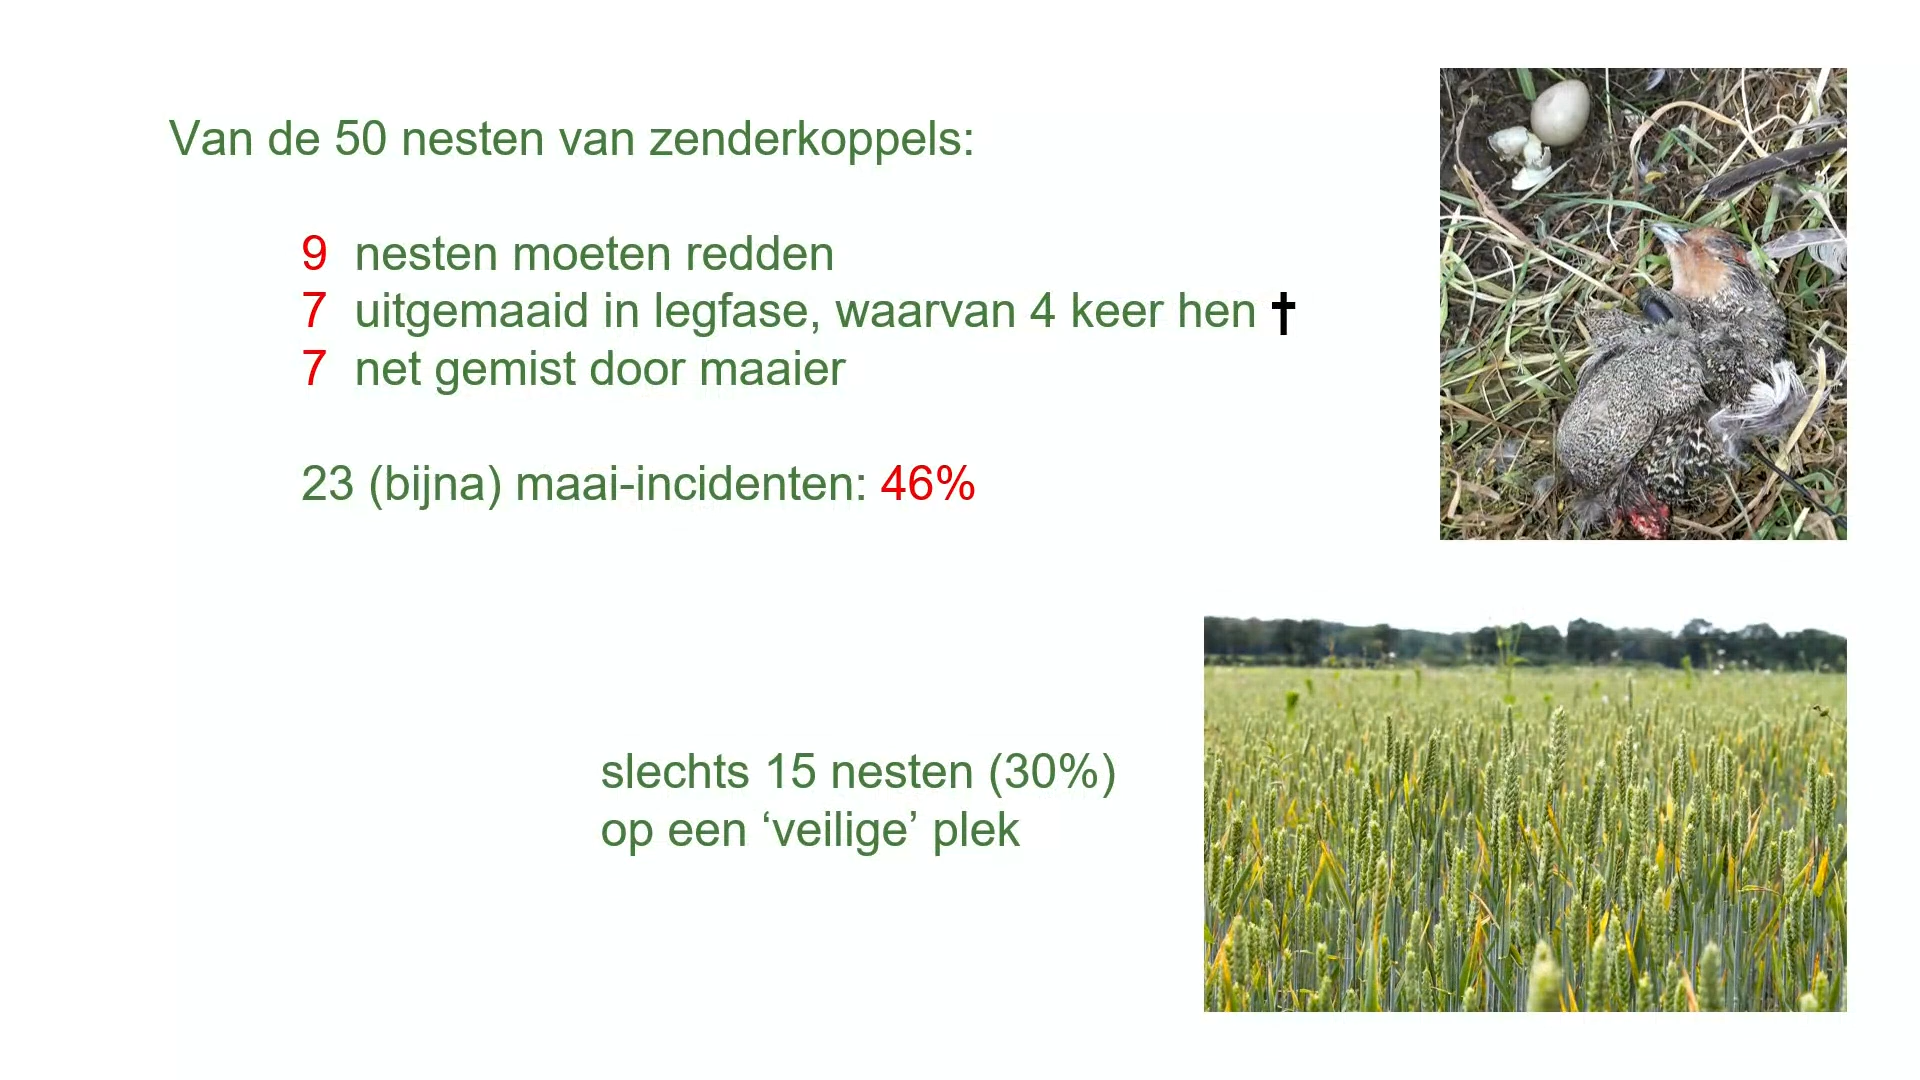 Van de 50 nesten van zenderkoppels:
9 nesten moeten redden
7 uitgemaaid in legfase, waarvan 4 keer hen ✝
7 net gemist door maaier
23 (bijna) maai-incidenten: 46%
slechts 15 nesten (30%)
op een ‘veilige’ plek